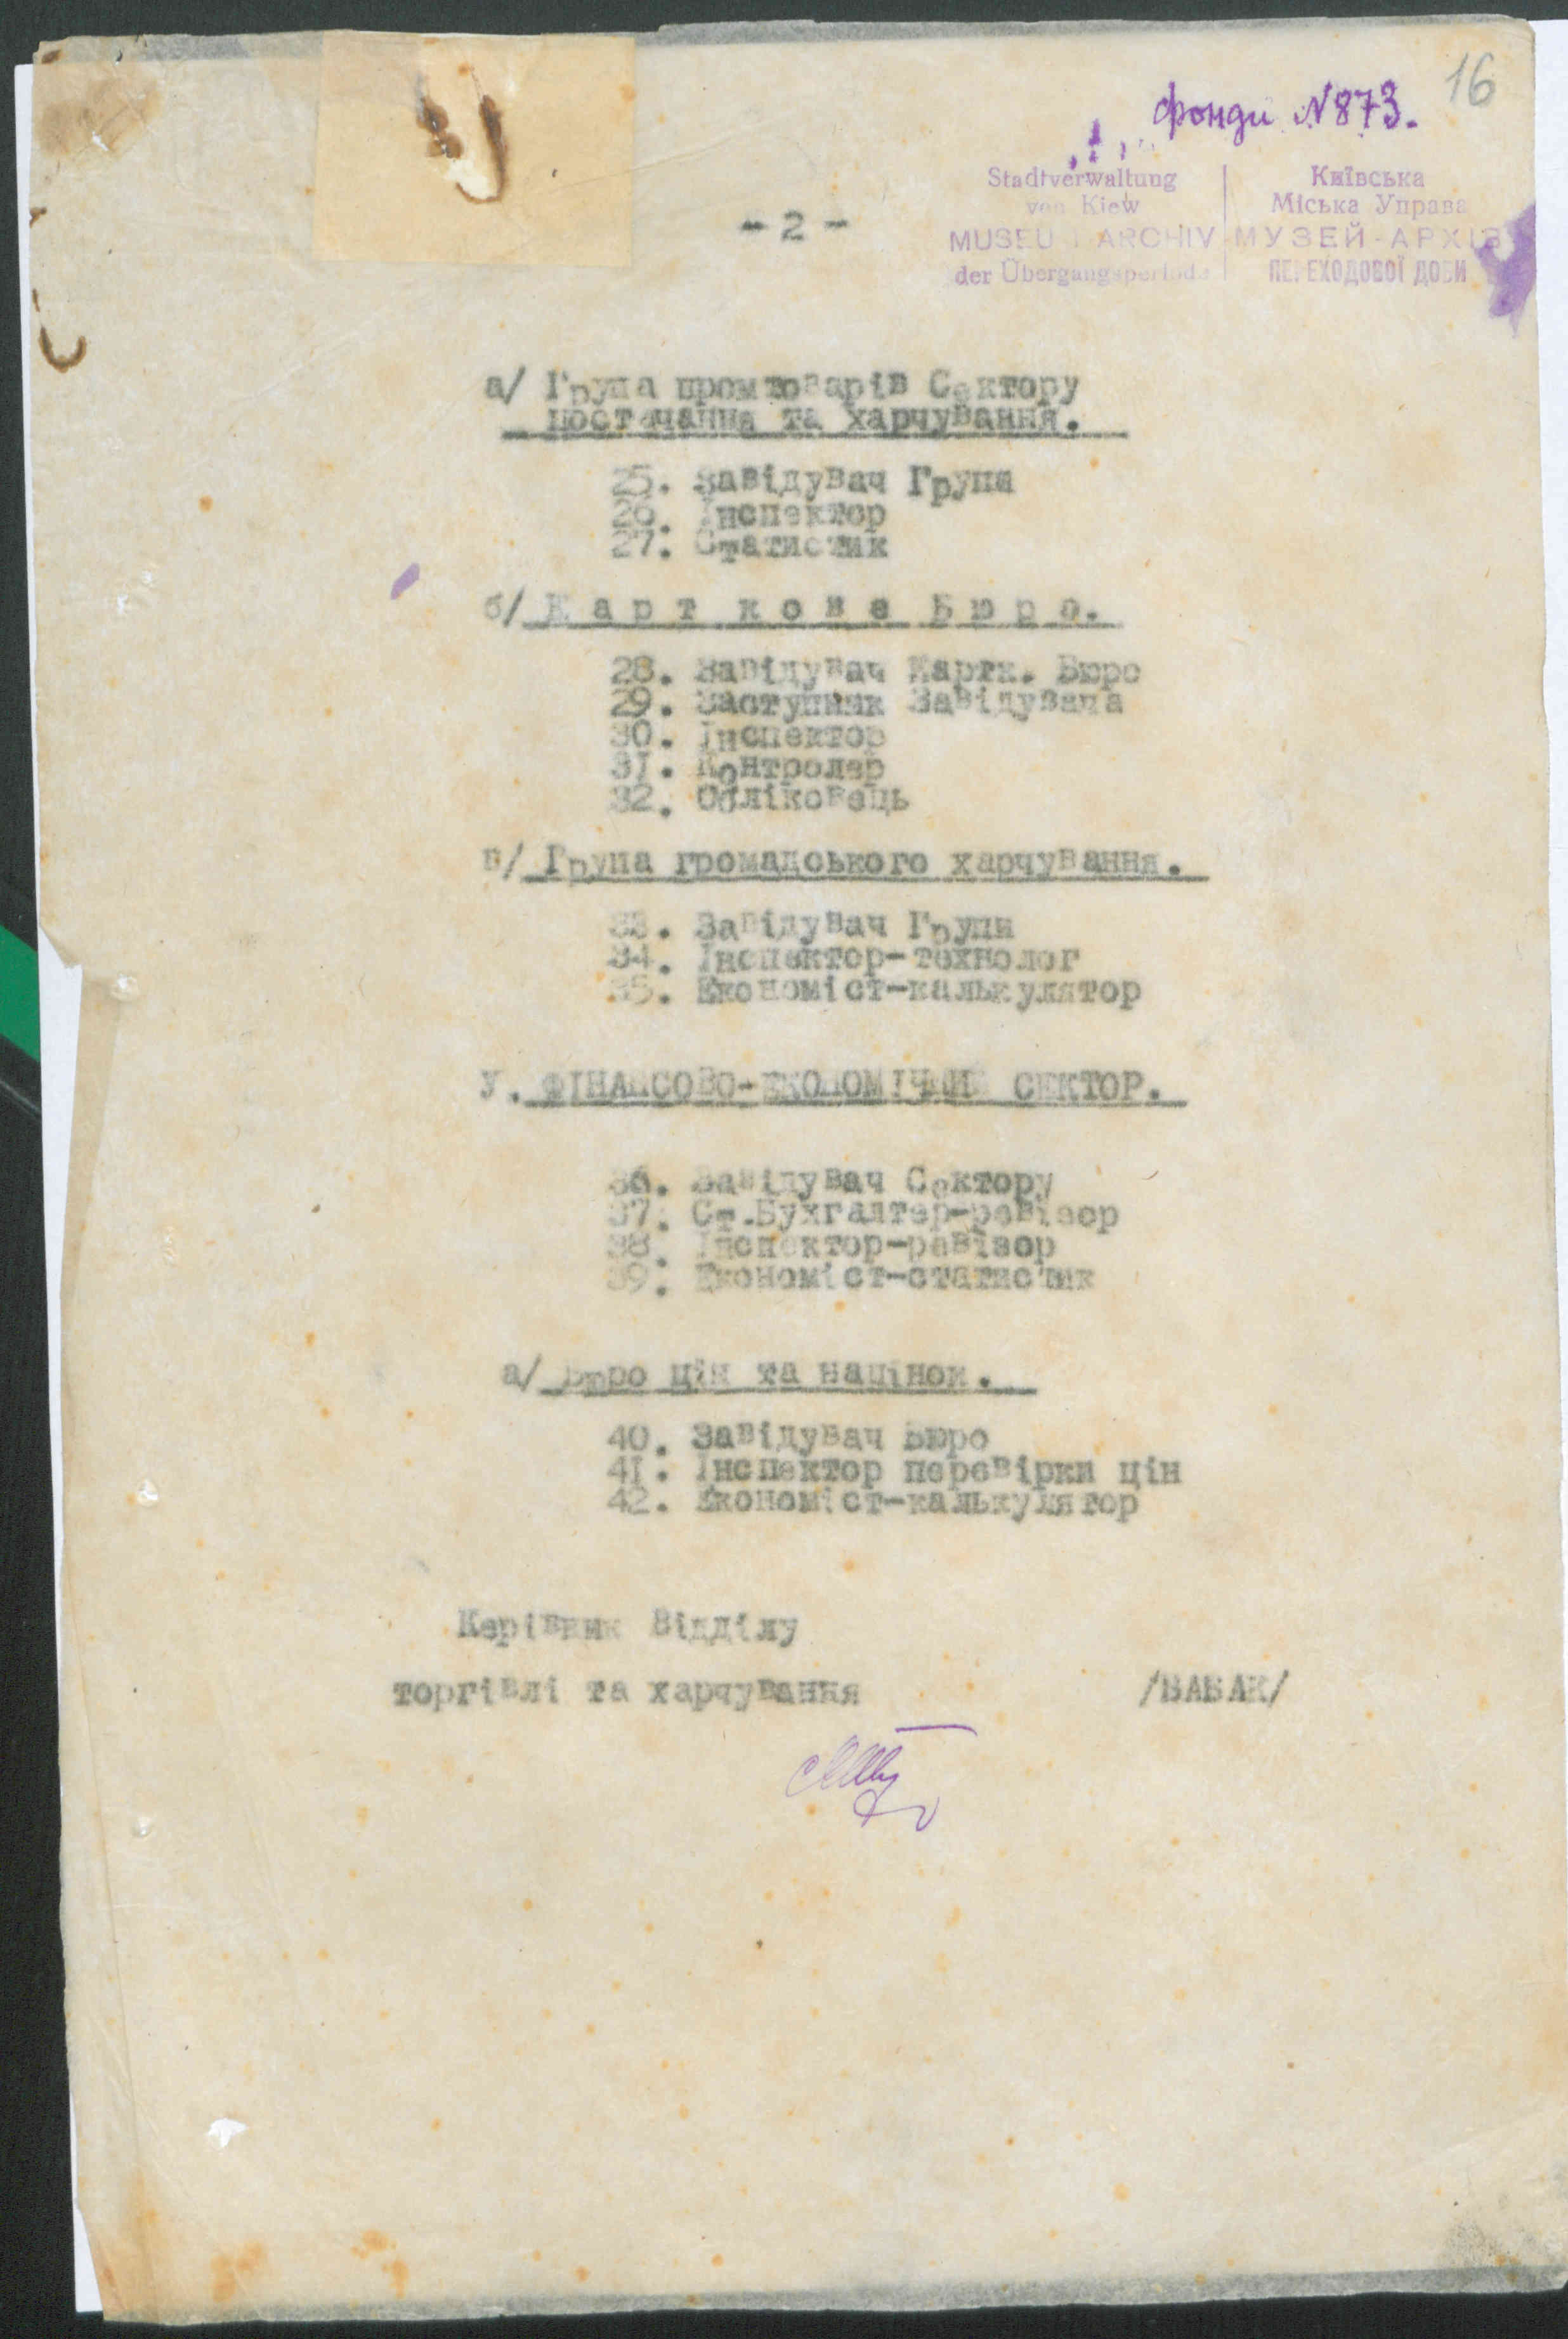 16
фонди N873.
Stadtverwaltung
von Kiew
MUSEUM-ARCHIV
der Übergangsperiode
Київська
Міська Управа
МУЗЕЙ-АРХІВ
ПЕРЕХОДОВОЇ ДОБИ
- 2 -
а/ Група промтоварів Сектору
постачання та харчування.
25. Завідувач Групи
26. Інспектор
27. Статистик
б/ К а р т к о в е Б ю р о.
28. Завідувач Картк. Бюро
29. Заступник Завідувача
30. Інспектор
31. Контролер
32. Обліковець
в/ Група громадського харчування.
33. Завідувач Групи
34. Інспектор-технолог
35. Економіст-калькулятор
У. ФІНАНСОВО-ЕКОНОМІЧНИЙ СЕКТОР.
36. Завідувач Сектору
37. Ст.Бухгалтер-ревізор
38. Інспектор-ревізор
39. Економіст-статистик
а/ Бюро цін та націнок.
40. Завідувач Бюро
41. Інспектор перевірки цін
42. Економіст-калькулятор
Керівник Відділу
торгівлі та харчування /БАБАК/